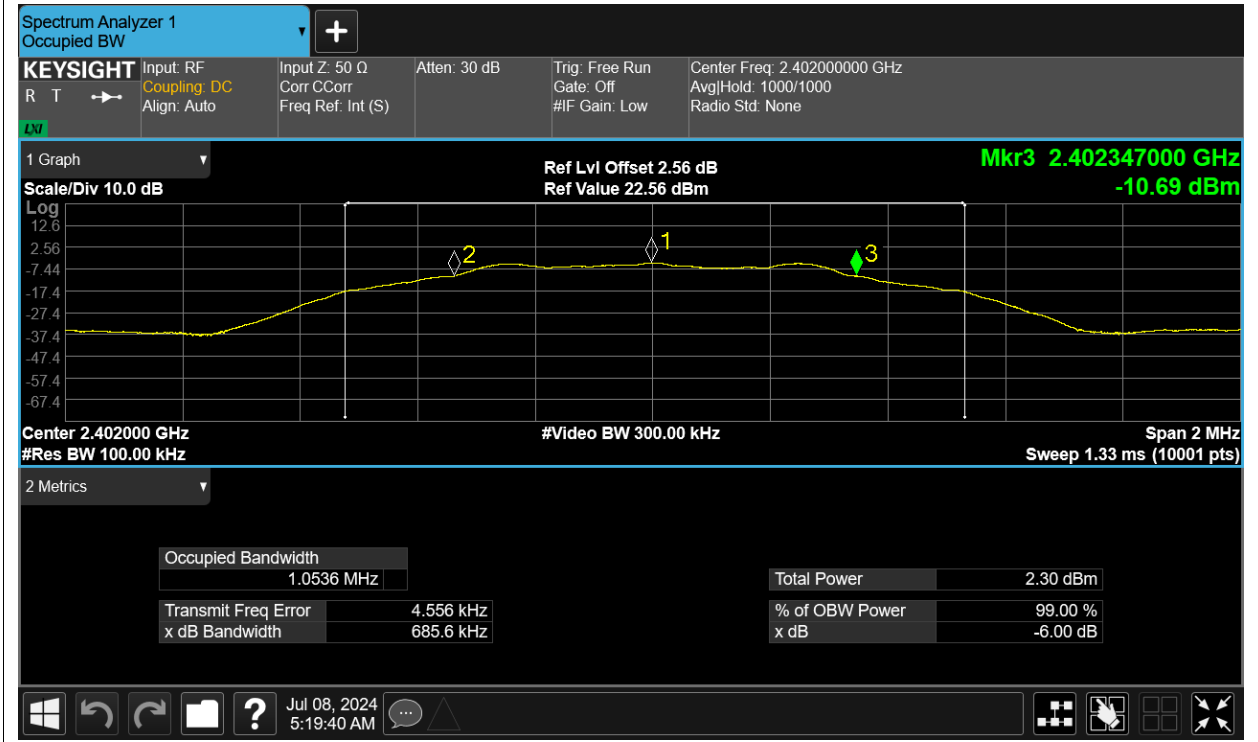 Spectrum Analyzer 1
Occupied BW
KEYSIGHT
R T
LXI
Input: RF
Coupling: DC
Align: Auto
Input Z: 50 Ω
Corr CCorr
Freq Ref: Int (S)
Atten: 30 dB
Trig: Free Run
Gate: Off
#IF Gain: Low
Center Freq: 2.402000000 GHz
Avg|Hold: 1000/1000
Radio Std: None
1 Graph
Scale/Div 10.0 dB
Ref Lvl Offset 2.56 dB
Ref Value 22.56 dBm
Mkr3 2.402347000 GHz
-10.69 dBm
Log
12.6
2.56
-7.44
-17.4
-27.4
-37.4
-47.4
-57.4
-67.4
2
1
3
Center 2.402000 GHz
#Res BW 100.00 kHz
#Video BW 300.00 kHz
Span 2 MHz
Sweep 1.33 ms (10001 pts)
2 Metrics
Occupied Bandwidth
1.0536 MHz
Transmit Freq Error 4.556 kHz
x dB Bandwidth 685.6 kHz
Total Power 2.30 dBm
% of OBW Power 99.00 %
x dB -6.00 dB
?
Jul 08, 2024
5:19:40 AM